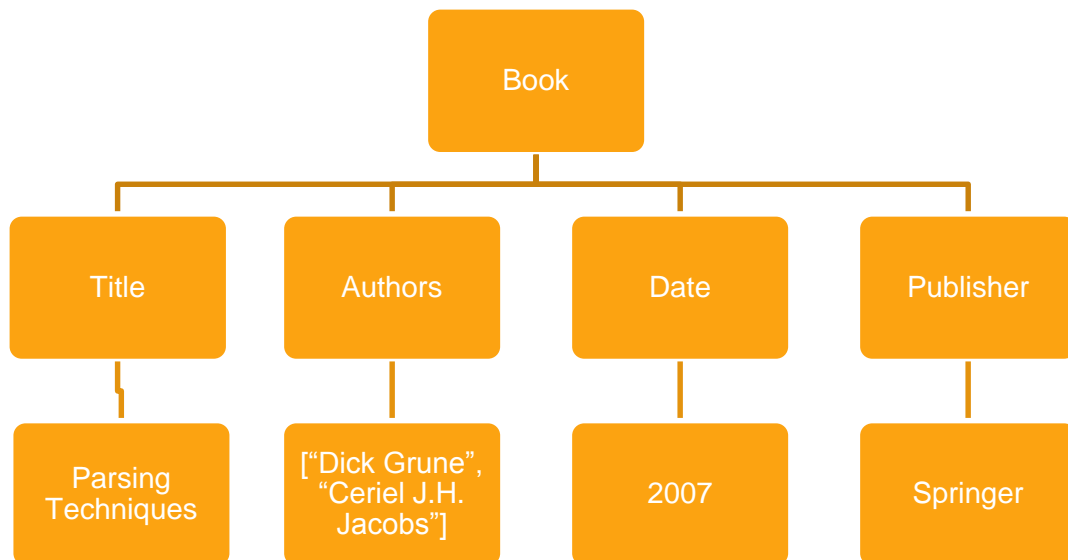 Book
Title
Authors
Date
Publisher
Parsing
Techniques
[“Dick Grune”,
“Ceriel J.H.
Jacobs”]
2007
Springer